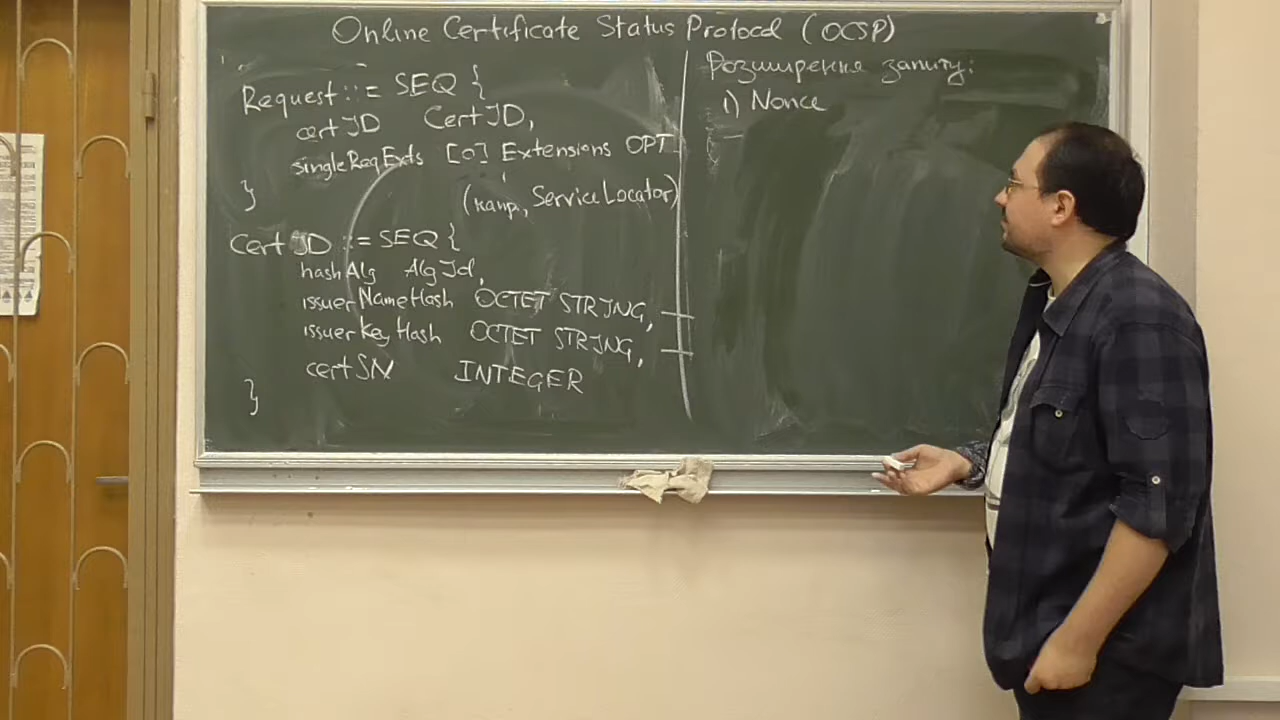 Online Certificate Status Protocol (OCSP)
Request ::= SEQ {
certID CertID,
singleReqExts [0] Extensions OPT
(напр, ServiceLocator)
}
CertID ::= SEQ {
hashAlg AlgId,
issuerNameHash OCTET STRING,
issuerKeyHash OCTET STRING,
certSN INTEGER
}
Розширення запиту:
1) Nonce